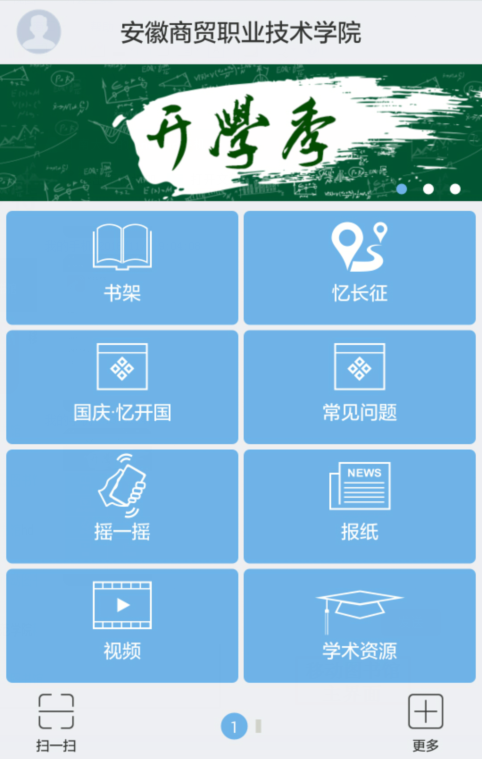 安徽商贸职业技术学院
开學季
书架
忆长征
国庆·忆开国
常见问题
摇一摇
NEWS
报纸
视频
学术资源
扫一扫
1
更多